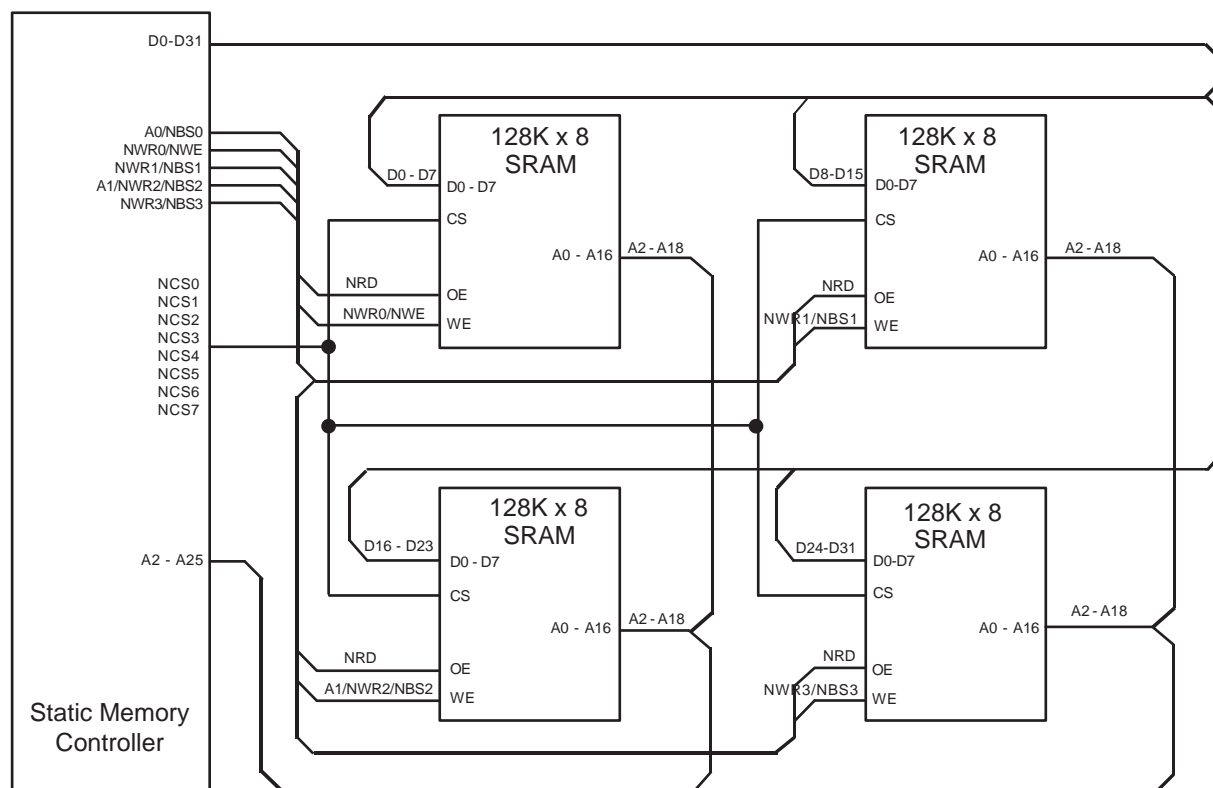 D0-D31
A0/NBS0
NWR0/NWE
NWR1/NBS1
A1/NWR2/NBS2
NWR3/NBS3
NCS0
NCS1
NCS2
NCS3
NCS4
NCS5
NCS6
NCS7
A2 - A25
Static Memory
Controller
128K x 8
SRAM
D0 - D7
D0 - D7
CS
A0 - A16
A2 - A18
NRD
OE
NWR0/NWE
WE
128K x 8
SRAM
D8-D15
D0-D7
CS
A0 - A16
A2 - A18
NRD
OE
NWR1/NBS1
WE
128K x 8
SRAM
D16 - D23
D0 - D7
CS
A0 - A16
A2 - A18
NRD
OE
A1/NWR2/NBS2
WE
128K x 8
SRAM
D24-D31
D0-D7
CS
A0 - A16
A2 - A18
NRD
OE
NWR3/NBS3
WE